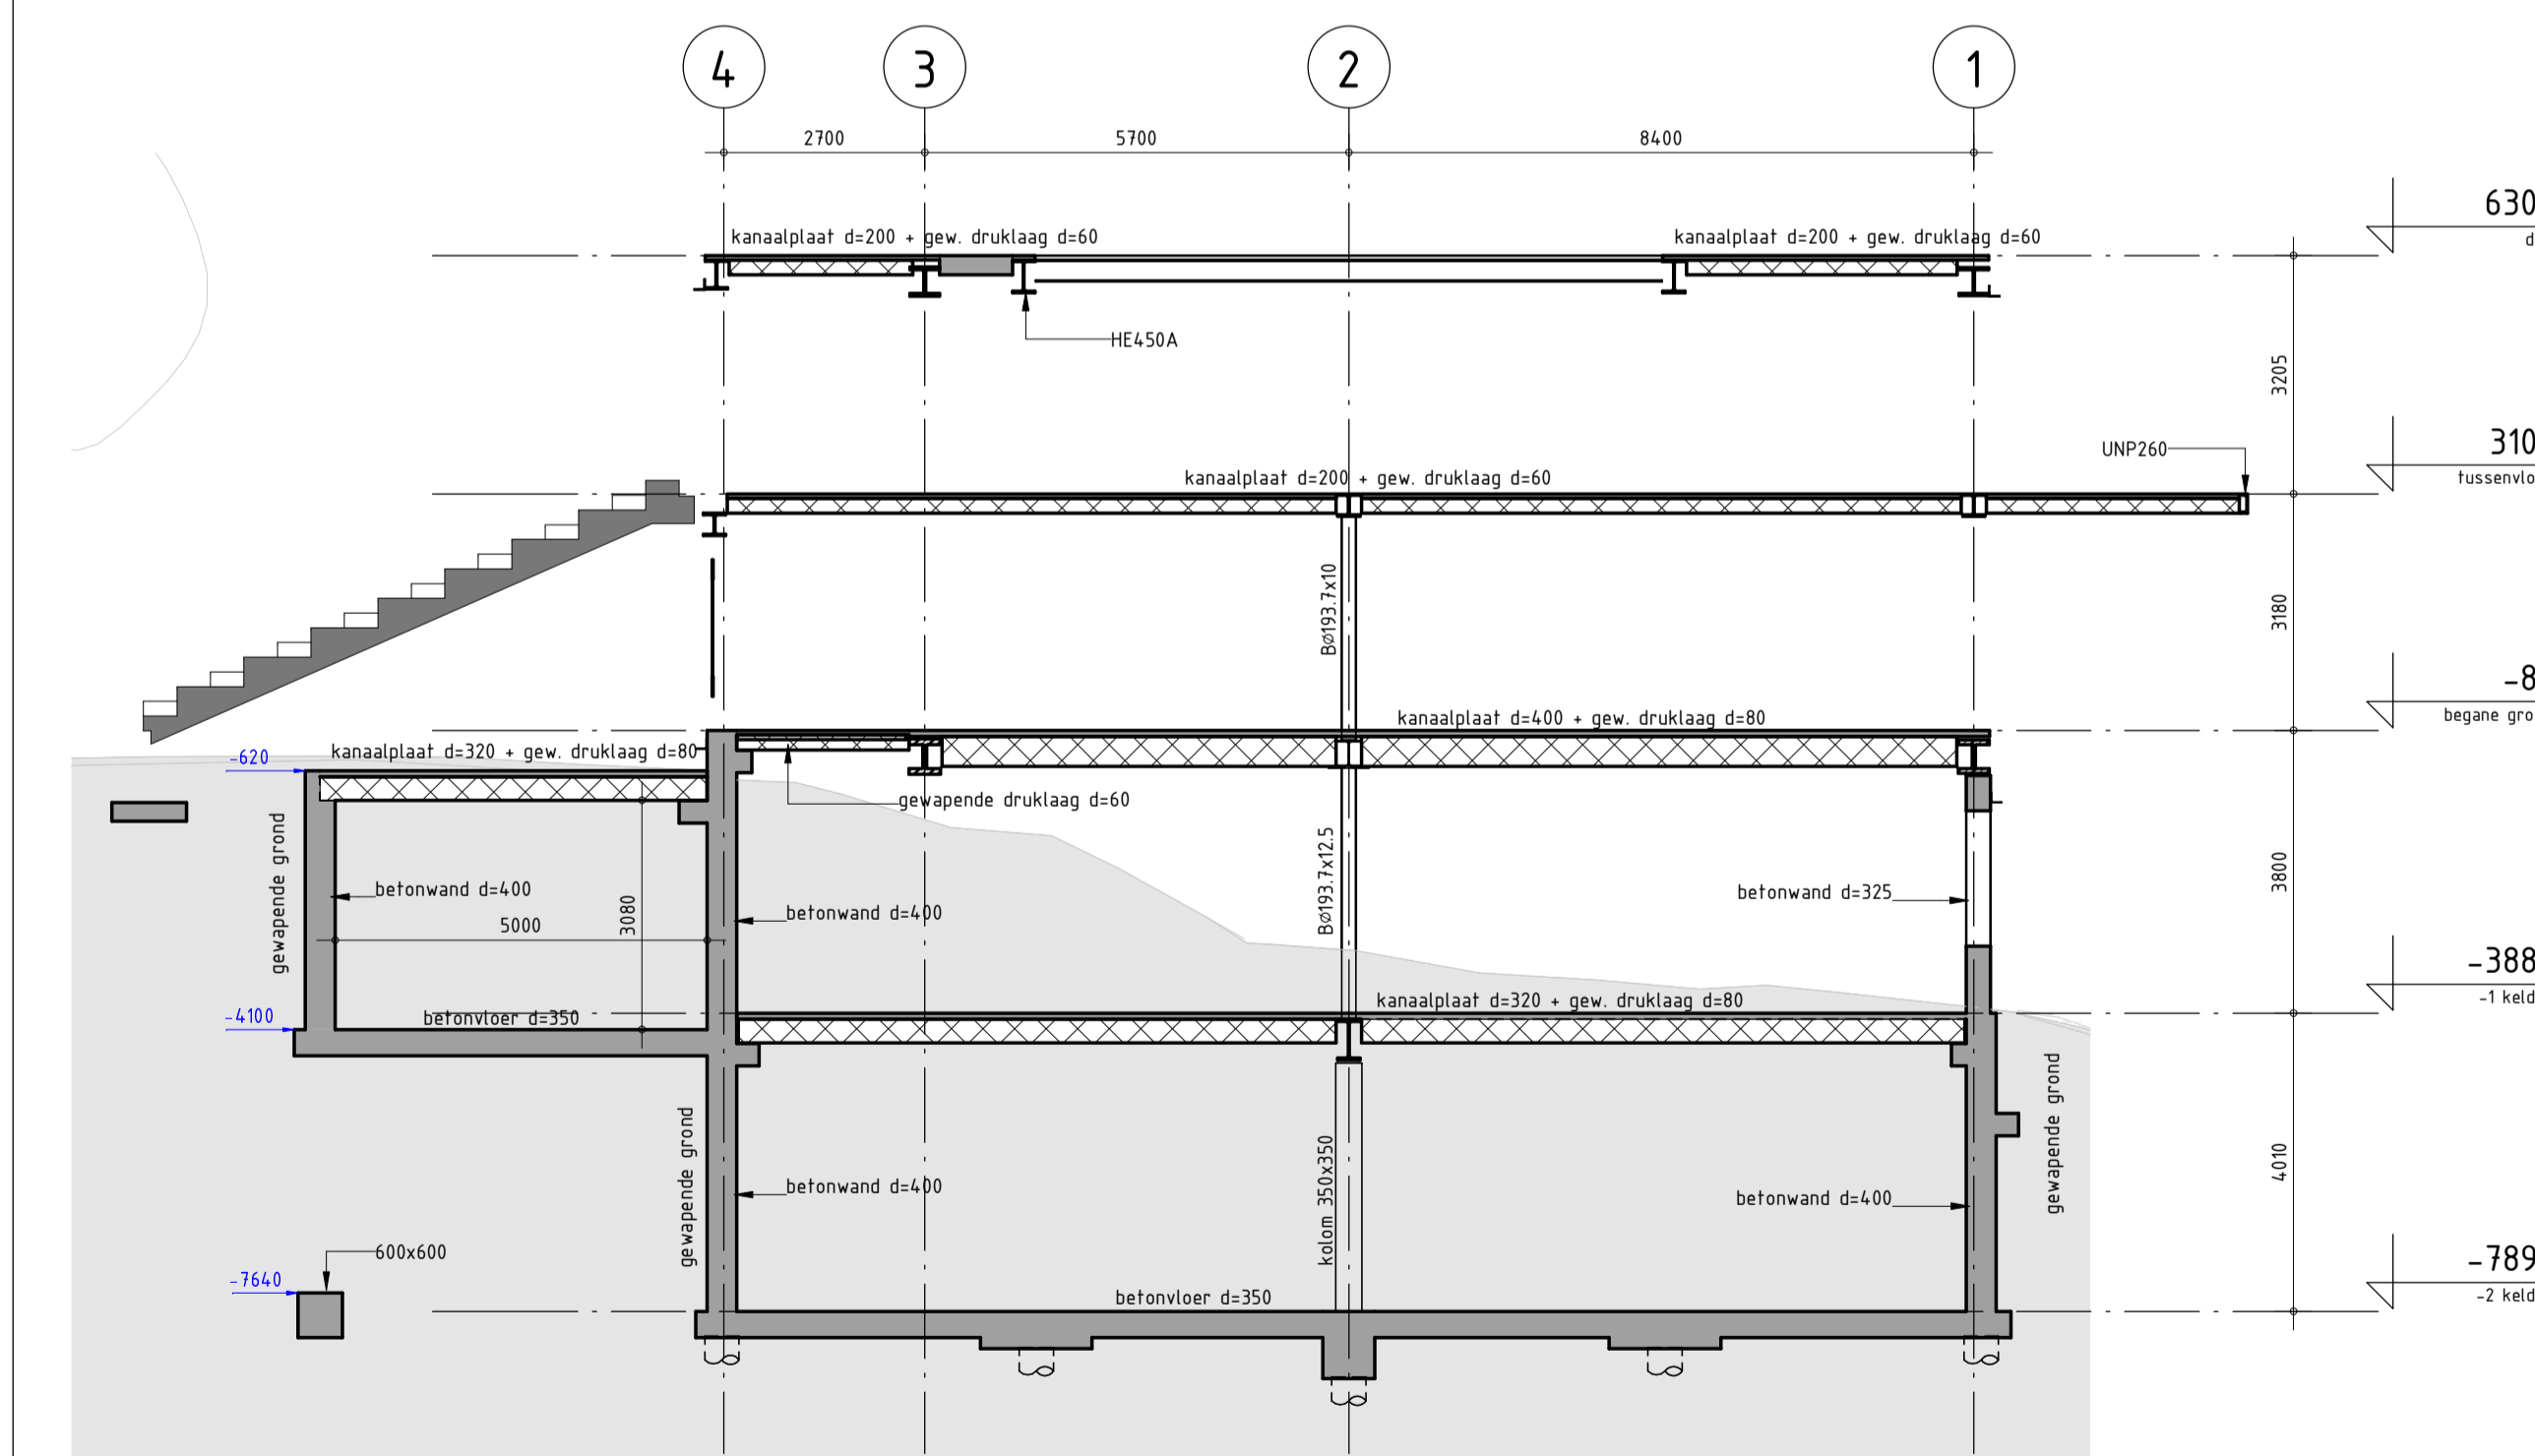 4 3 2 1
2700 5700 8400
630
kanaalplaat d=200 + gew. druklaag d=60 kanaalplaat d=200 + gew. druklaag d=60
d
HE450A
3205
310
UNP260
kanaalplaat d=200 + gew. druklaag d=60
tussenvlo
BØ193.7x10
3180
-8
kanaalplaat d=400 + gew. druklaag d=80
begane gro
kanaalplaat d=320 + gew. druklaag d=80
-620
gewapende druklaag d=60
gewapende grond
betonwand d=400
5000
3080
betonwand d=400
BØ193.7x12.5
betonwand d=325
3800
-388
-1 keld
kanaalplaat d=320 + gew. druklaag d=80
-4100
betonvloer d=350
gewapende grond
betonwand d=400
kolom 350x350
betonwand d=400
gewapende grond
4010
600x600
-7640
-789
-2 keld
betonvloer d=350